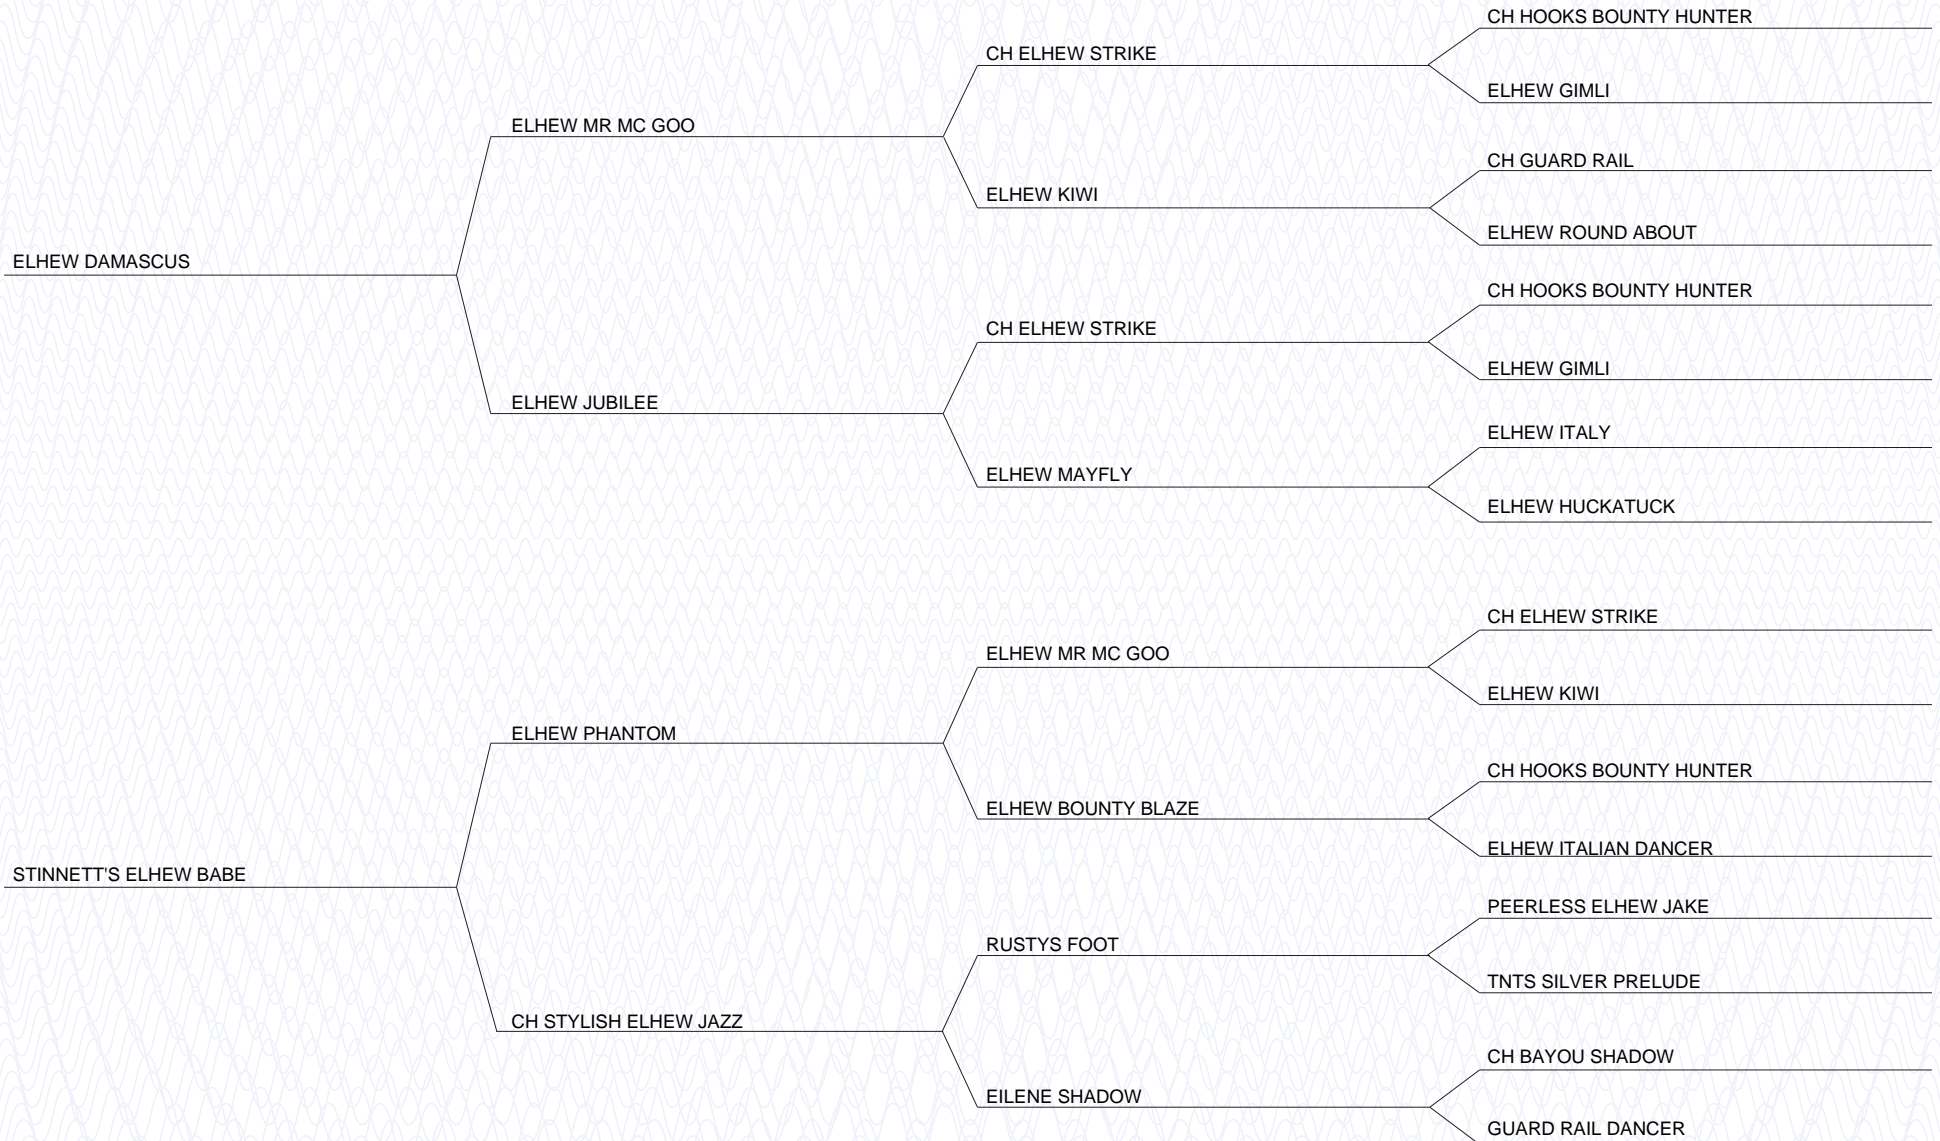 CH HOOKS BOUNTY HUNTER
CH ELHEW STRIKE
ELHEW GIMLI
ELHEW MR MC GOO
CH GUARD RAIL
ELHEW KIWI
ELHEW ROUND ABOUT
ELHEW DAMASCUS
CH HOOKS BOUNTY HUNTER
CH ELHEW STRIKE
ELHEW GIMLI
ELHEW JUBILEE
ELHEW ITALY
ELHEW MAYFLY
ELHEW HUCKATUCK
CH ELHEW STRIKE
ELHEW MR MC GOO
ELHEW KIWI
ELHEW PHANTOM
CH HOOKS BOUNTY HUNTER
ELHEW BOUNTY BLAZE
ELHEW ITALIAN DANCER
STINNETT'S ELHEW BABE
PEERLESS ELHEW JAKE
RUSTYS FOOT
TNTS SILVER PRELUDE
CH STYLISH ELHEW JAZZ
CH BAYOU SHADOW
EILENE SHADOW
GUARD RAIL DANCER